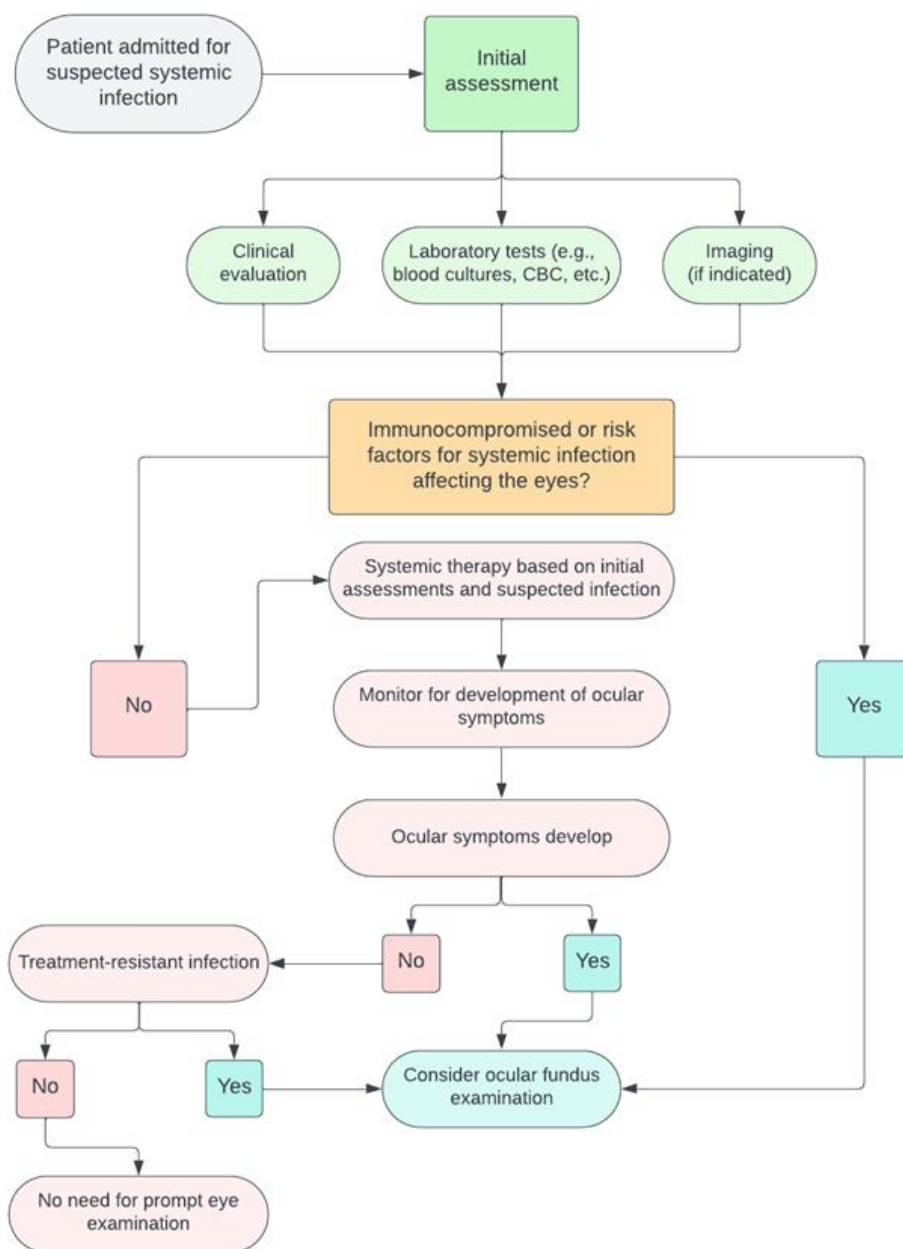 Patient admitted for
suspected systemic
infection
Initial
assessment
Clinical
evaluation
Laboratory tests (e.g.,
blood cultures, CBC, etc.)
Imaging
(if indicated)
Immunocompromised or risk
factors for systemic infection
affecting the eyes?
Systemic therapy based on initial
assessments and suspected infection
No
Yes
Monitor for development of ocular
symptoms
Ocular symptoms develop
No
Yes
Treatment-resistant infection
No
Yes
Consider ocular fundus
examination
No need for prompt eye
examination